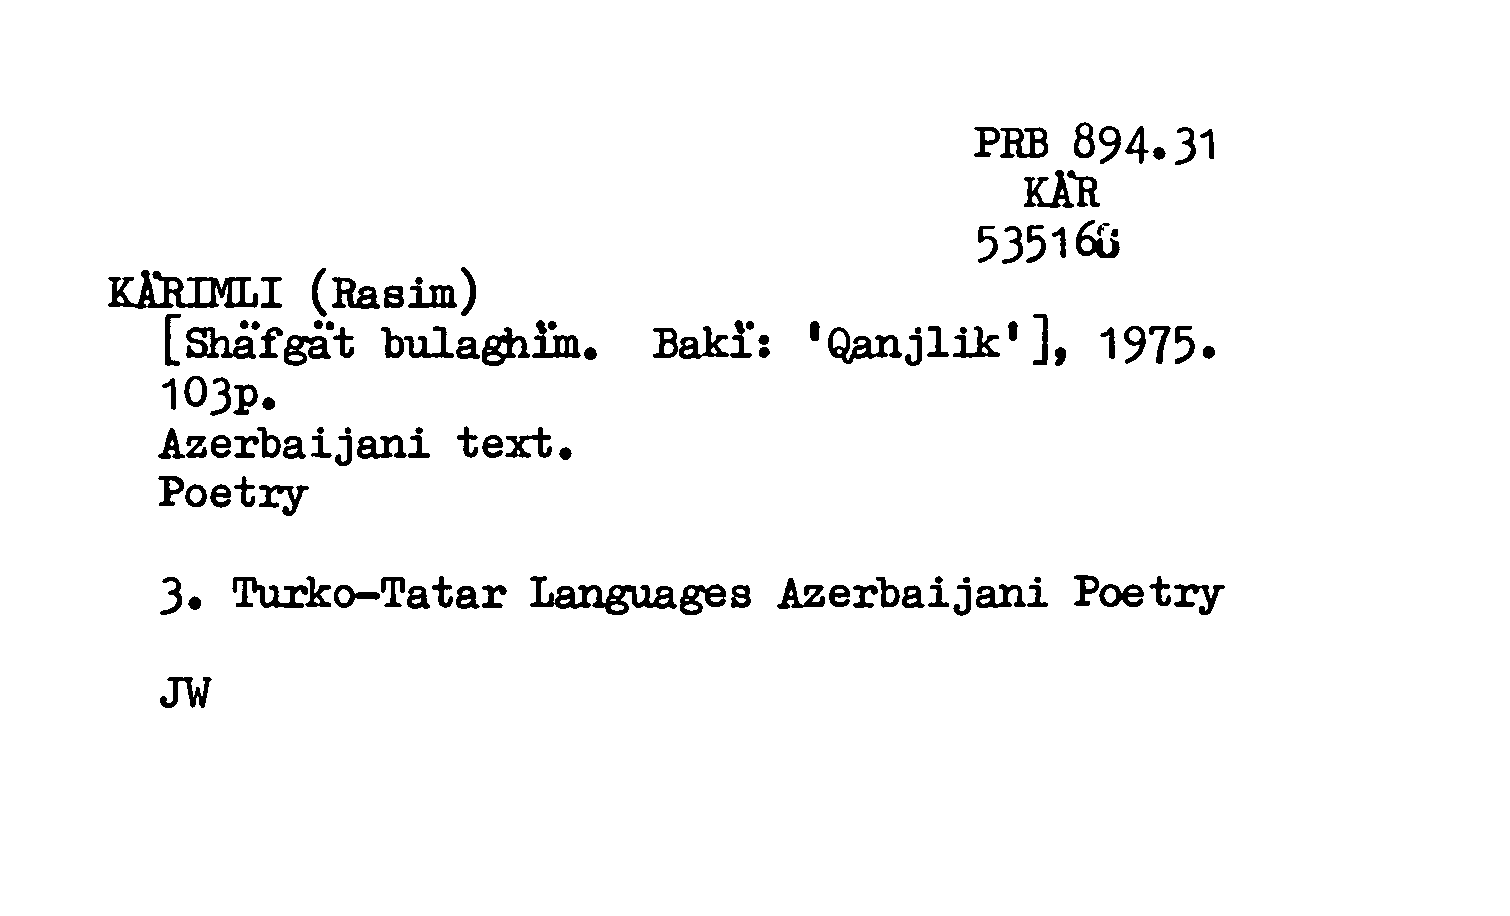 PRB 894.31
KÄR
KÄRIMLI (Rasim)
[Shäfgät bulaghïm. Bakï: 'Qanjlik'], 1975.
103p.
Azerbaijani text.
Poetry
3. Turko-Tatar Languages Azerbaijani Poetry
JW